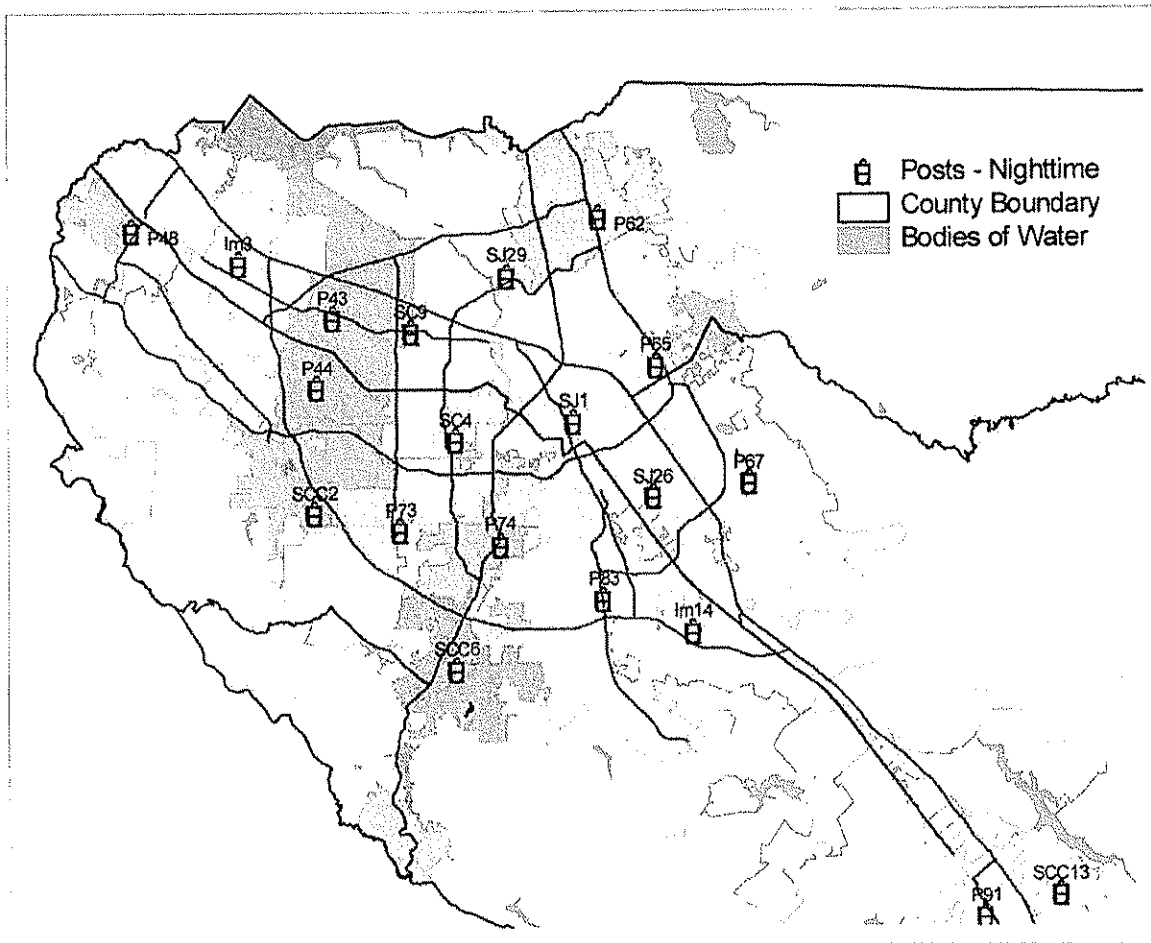 Posts - Nighttime
County Boundary
Bodies of Water
P62
P48
Im3
SJ29
P43
SC9
P65
P44
SJ1
SC4
P67
SJ26
SCC2
P73
P74
P83
Im14
SCC6
SCC13
P91